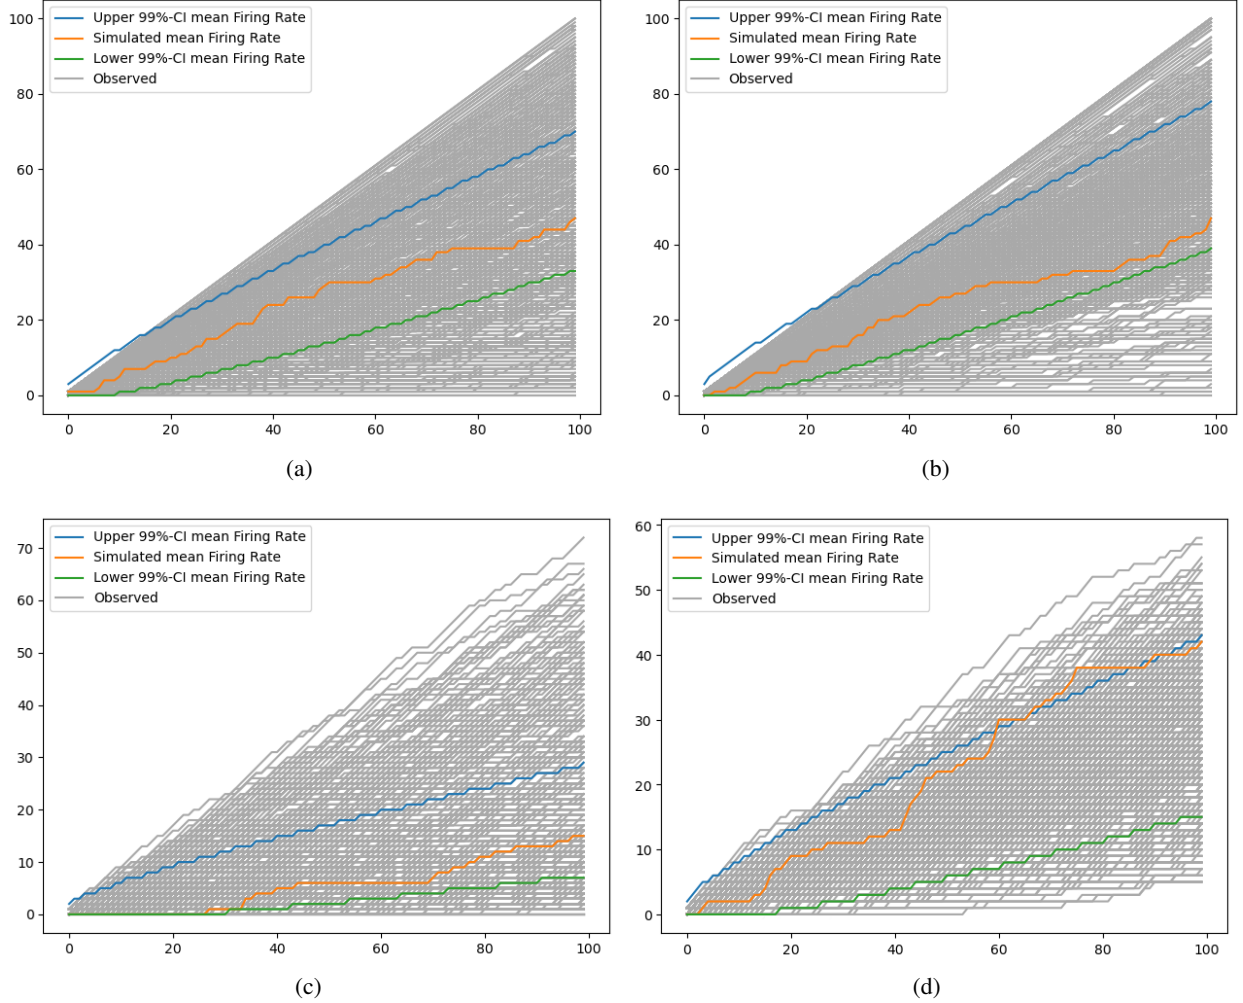 Upper 99%-CI mean Firing Rate
Simulated mean Firing Rate
Lower 99%-CI mean Firing Rate
Observed
100
80
60
40
20
0
0 20 40 60 80 100
(a)
Upper 99%-CI mean Firing Rate
Simulated mean Firing Rate
Lower 99%-CI mean Firing Rate
Observed
100
80
60
40
20
0
0 20 40 60 80 100
(b)
Upper 99%-CI mean Firing Rate
Simulated mean Firing Rate
Lower 99%-CI mean Firing Rate
Observed
70
60
50
40
30
20
10
0
0 20 40 60 80 100
(c)
Upper 99%-CI mean Firing Rate
Simulated mean Firing Rate
Lower 99%-CI mean Firing Rate
Observed
60
50
40
30
20
10
0
0 20 40 60 80 100
(d)